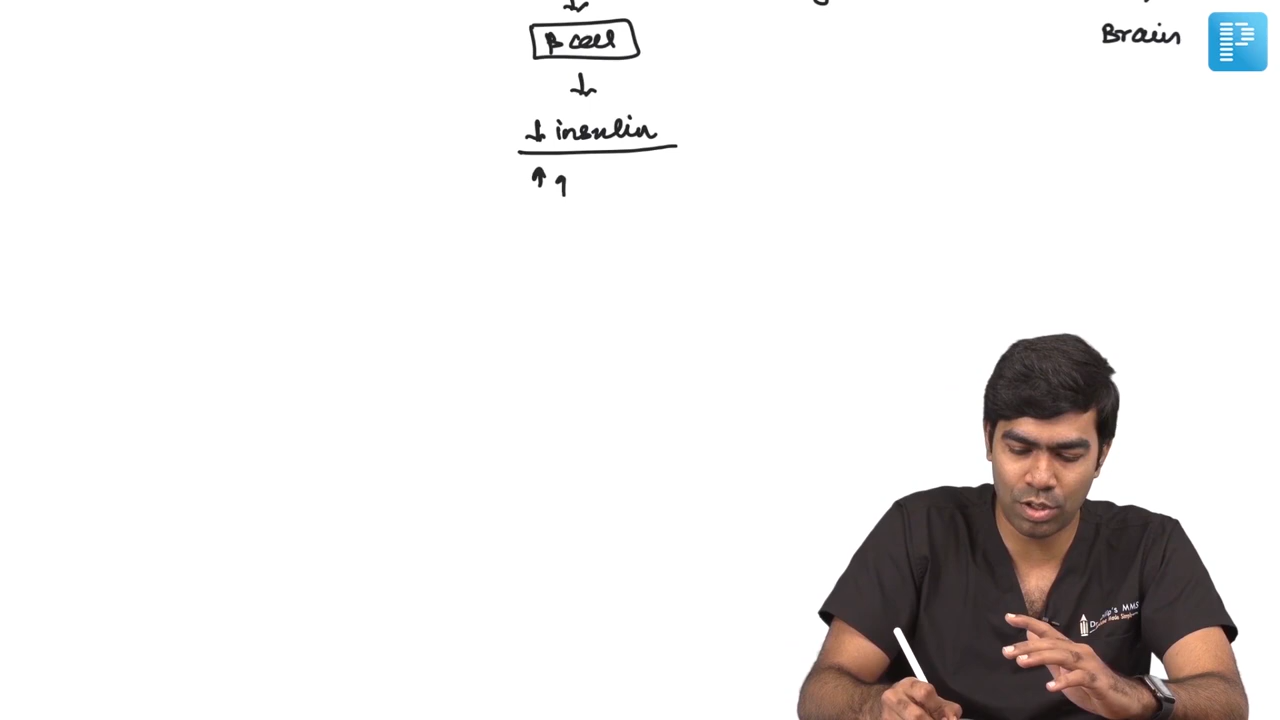 Brain
β cell
↓
↓ insulin
↑ g